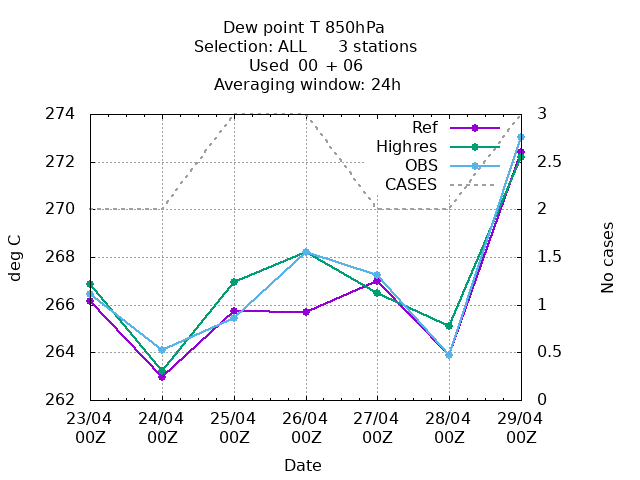 Dew point T 850hPa
Selection: ALL 3 stations
Used 00 + 06
Averaging window: 24h
274 3
Ref
Highres
OBS
CASES
272 2.5
270 2
268 1.5
266 1
264 0.5
262 0
deg C
No cases
23/04 24/04 25/04 26/04 27/04 28/04 29/04
00Z 00Z 00Z 00Z 00Z 00Z 00Z
Date